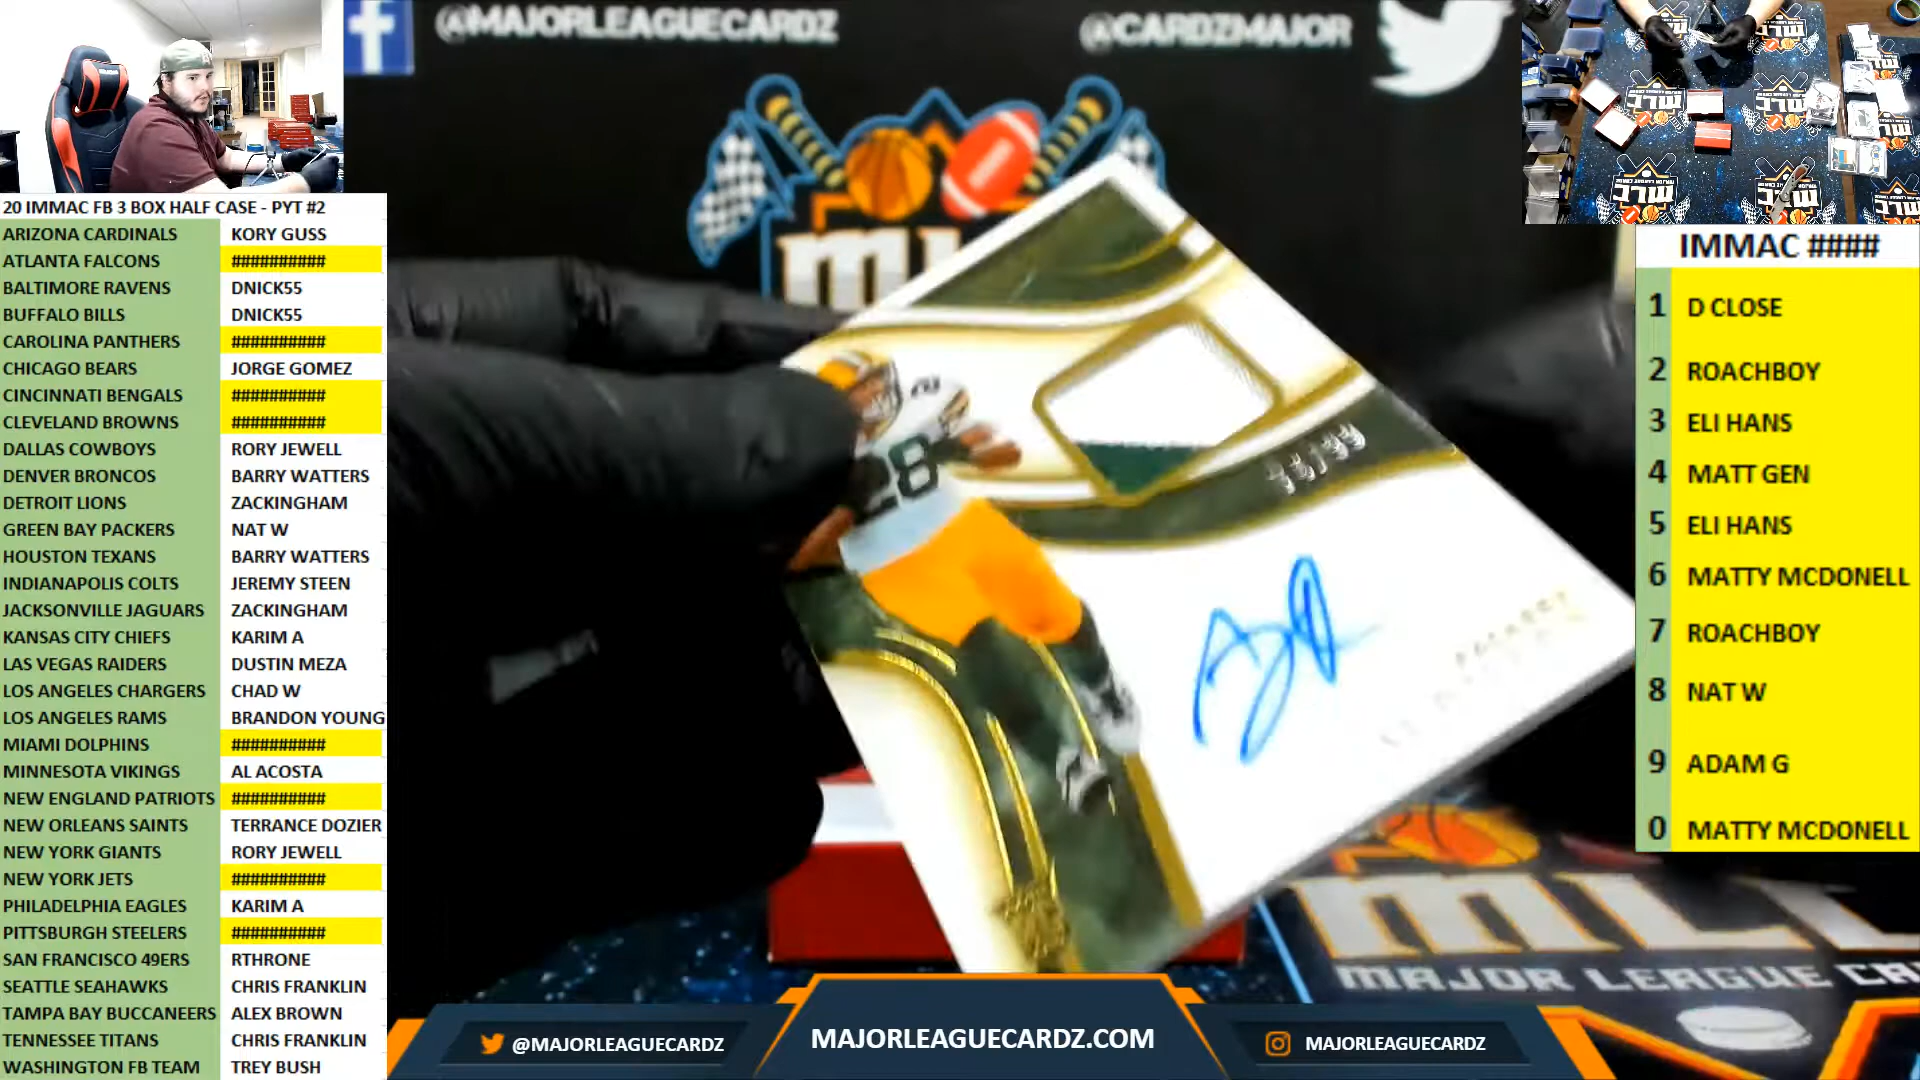 @MAJORLEAGUECARDZ
@CARDZMAJOR
20 IMMAC FB 3 BOX HALF CASE - PYT #2
ARIZONA CARDINALS KORY GUSS
ATLANTA FALCONS ##########
BALTIMORE RAVENS DNICK55
BUFFALO BILLS DNICK55
CAROLINA PANTHERS ##########
CHICAGO BEARS JORGE GOMEZ
CINCINNATI BENGALS ##########
CLEVELAND BROWNS ##########
DALLAS COWBOYS RORY JEWELL
DENVER BRONCOS BARRY WATTERS
DETROIT LIONS ZACKINGHAM
GREEN BAY PACKERS NAT W
HOUSTON TEXANS BARRY WATTERS
INDIANAPOLIS COLTS JEREMY STEEN
JACKSONVILLE JAGUARS ZACKINGHAM
KANSAS CITY CHIEFS KARIM A
LAS VEGAS RAIDERS DUSTIN MEZA
LOS ANGELES CHARGERS CHAD W
LOS ANGELES RAMS BRANDON YOUNG
MIAMI DOLPHINS ##########
MINNESOTA VIKINGS AL ACOSTA
NEW ENGLAND PATRIOTS ##########
NEW ORLEANS SAINTS TERRANCE DOZIER
NEW YORK GIANTS RORY JEWELL
NEW YORK JETS ##########
PHILADELPHIA EAGLES KARIM A
PITTSBURGH STEELERS ##########
SAN FRANCISCO 49ERS RTHRONE
SEATTLE SEAHAWKS CHRIS FRANKLIN
TAMPA BAY BUCCANEERS ALEX BROWN
TENNESSEE TITANS CHRIS FRANKLIN
WASHINGTON FB TEAM TREY BUSH
28
IMMAC ####
1 D CLOSE
2 ROACHBOY
3 ELI HANS
4 MATT GEN
5 ELI HANS
6 MATTY MCDONELL
7 ROACHBOY
8 NAT W
9 ADAM G
0 MATTY MCDONELL
MLC
MAJOR LEAGUE CA
@MAJORLEAGUECARDZ
MAJORLEAGUECARDZ.COM
MAJORLEAGUECARDZ